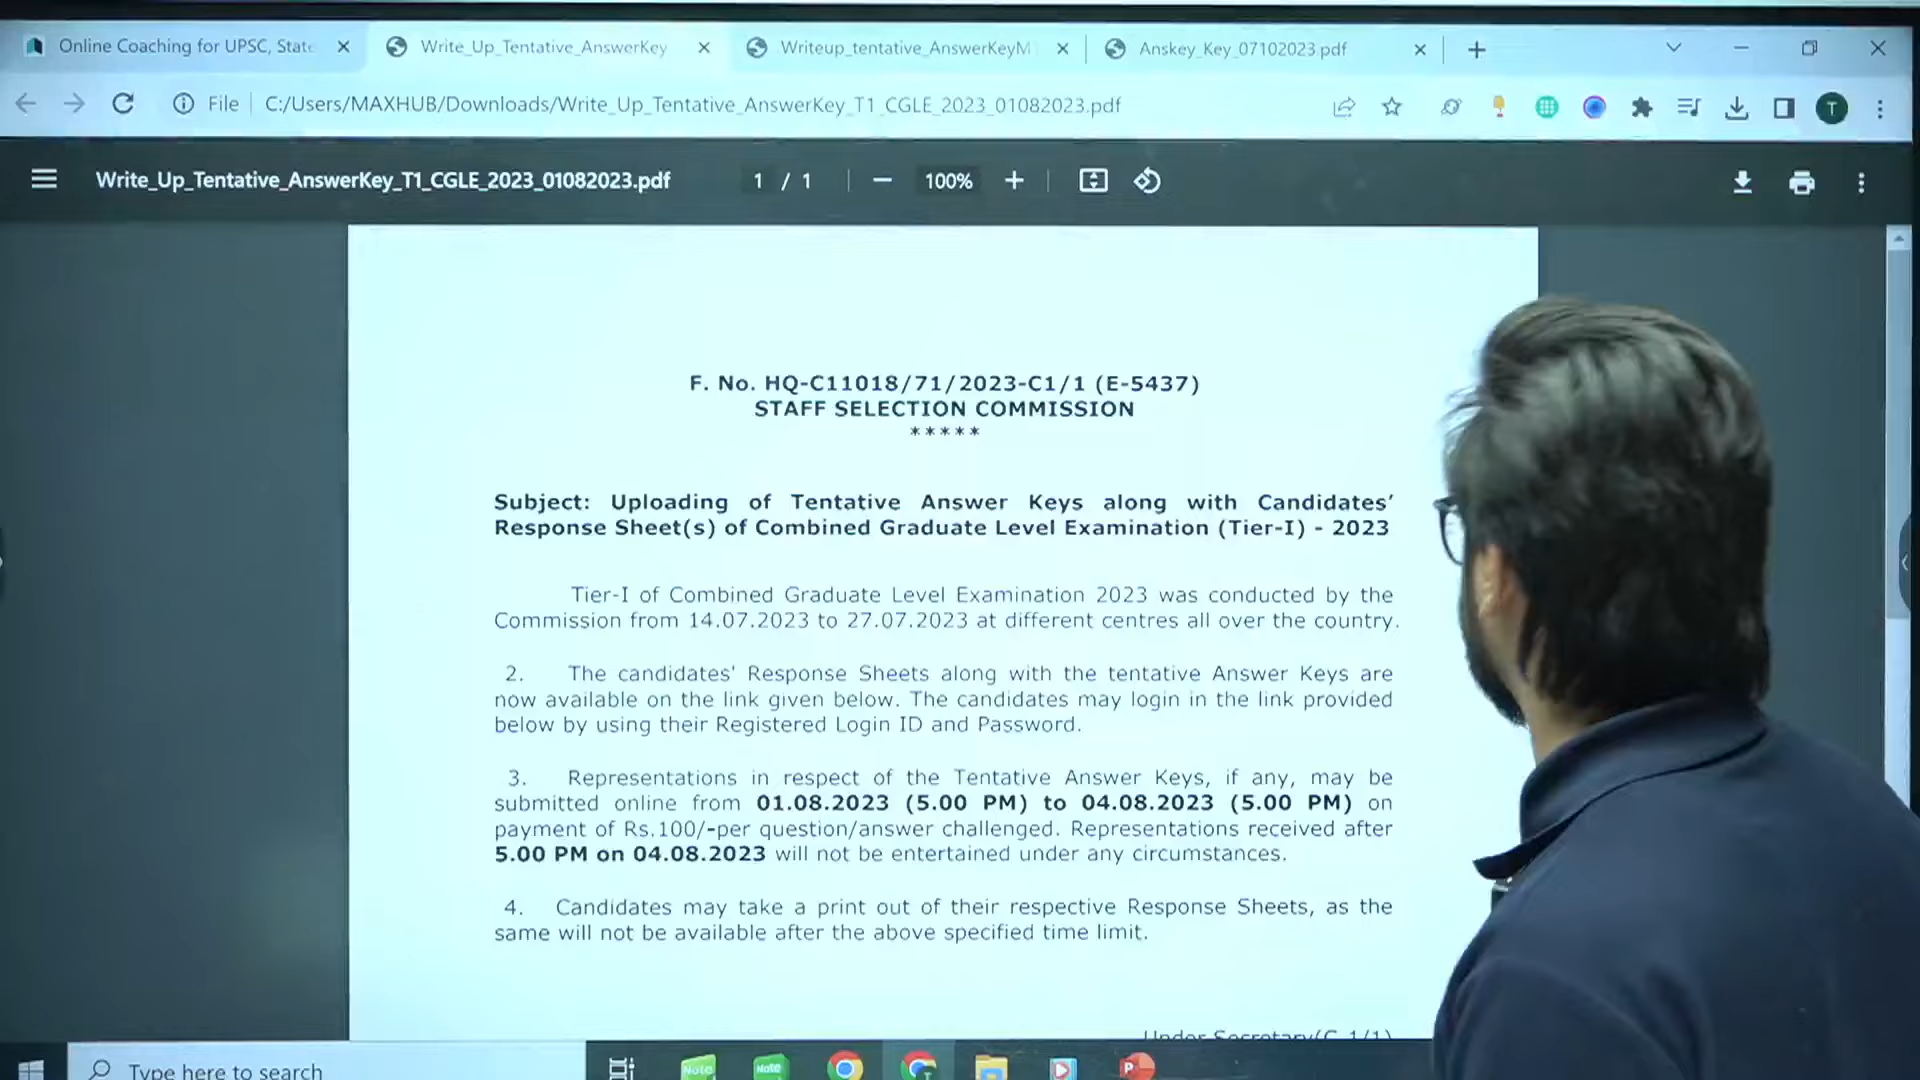 Online Coaching for UPSC, State
Write_Up_Tentative_AnswerKey
Writeup_tentative_AnswerKeyM
Anskey_Key_07102023.pdf
File
C:/Users/MAXHUB/Downloads/Write_Up_Tentative_AnswerKey_T1_CGLE_2023_01082023.pdf
T
Write_Up_Tentative_AnswerKey_T1_CGLE_2023_01082023.pdf
1 / 1
100%
F. No. HQ-C11018/71/2023-C1/1 (E-5437)
STAFF SELECTION COMMISSION
*****
Subject: Uploading of Tentative Answer Keys along with Candidates'
Response Sheet(s) of Combined Graduate Level Examination (Tier-I) - 2023
Tier-I of Combined Graduate Level Examination 2023 was conducted by the
Commission from 14.07.2023 to 27.07.2023 at different centres all over the country.
2. The candidates' Response Sheets along with the tentative Answer Keys are
now available on the link given below. The candidates may login in the link provided
below by using their Registered Login ID and Password.
3. Representations in respect of the Tentative Answer Keys, if any, may be
submitted online from 01.08.2023 (5.00 PM) to 04.08.2023 (5.00 PM) on
payment of Rs.100/-per question/answer challenged. Representations received after
5.00 PM on 04.08.2023 will not be entertained under any circumstances.
4. Candidates may take a print out of their respective Response Sheets, as the
same will not be available after the above specified time limit.
Under Secretary(C-1/1)
Type here to search
Note
Note
T
P